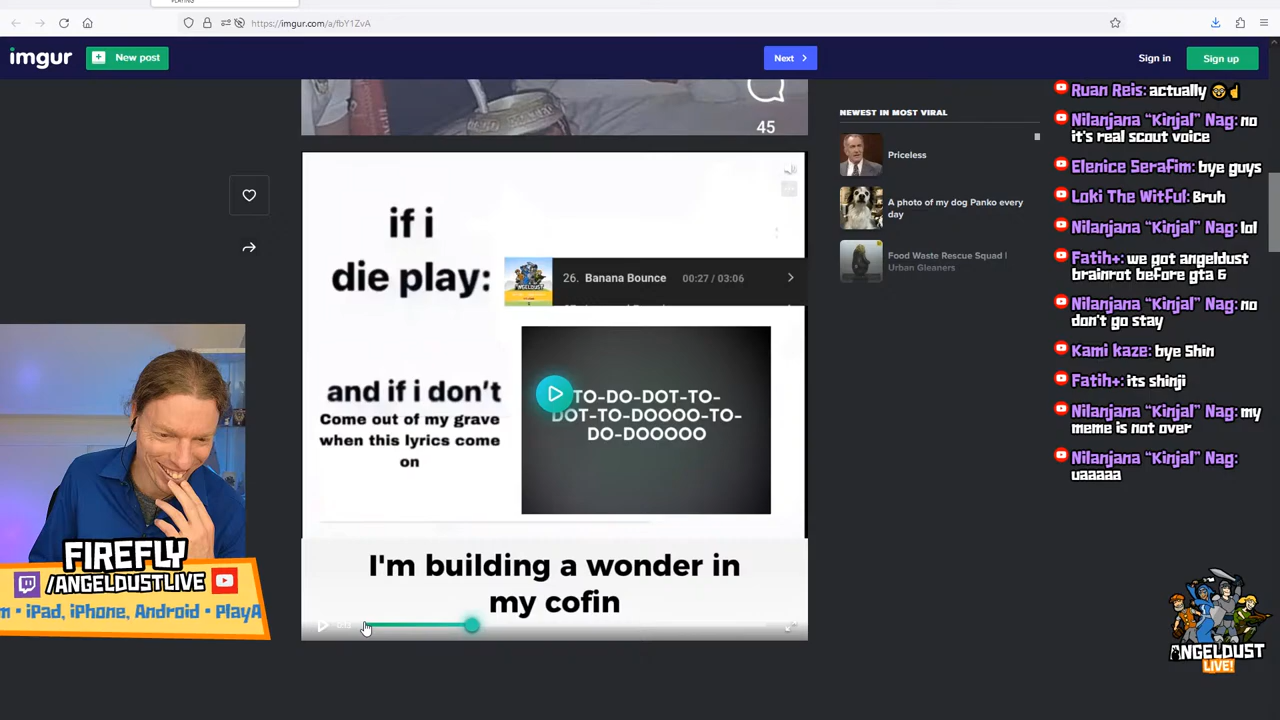 PLAYING
https://imgur.com/a/fbY1ZvA
imgur
New post
Next
Sign in
Sign up
45
if i
die play:
26. Banana Bounce 00:27 / 03:06
and if i don't
Come out of my grave
when this lyrics come
on
TO-DO-DOT-TO-
DOT-TO-DOOOO-TO-
DO-DOOOOO
I'm building a wonder in
my cofin
NEWEST IN MOST VIRAL
Priceless
A photo of my dog Panko every
day
Food Waste Rescue Squad |
Urban Gleaners
Ruan Reis: actually 🤓☝
Nilanjana “Kinjal” Nag: no
it's real scout voice
Elenice Serafim: bye guys
Loki The Witful: Bruh
Nilanjana “Kinjal” Nag: lol
Fatih+: we got angeldust
brainrot before gta 6
Nilanjana “Kinjal” Nag: no
don't go stay
Kami kaze: bye Shin
Fatih+: its shinji
Nilanjana “Kinjal” Nag: my
meme is not over
Nilanjana “Kinjal” Nag:
uaaaaa
FIREFLY
/ANGELDUSTLIVE
m • iPad, iPhone, Android • PlayA
ANGELDUST
LIVE!